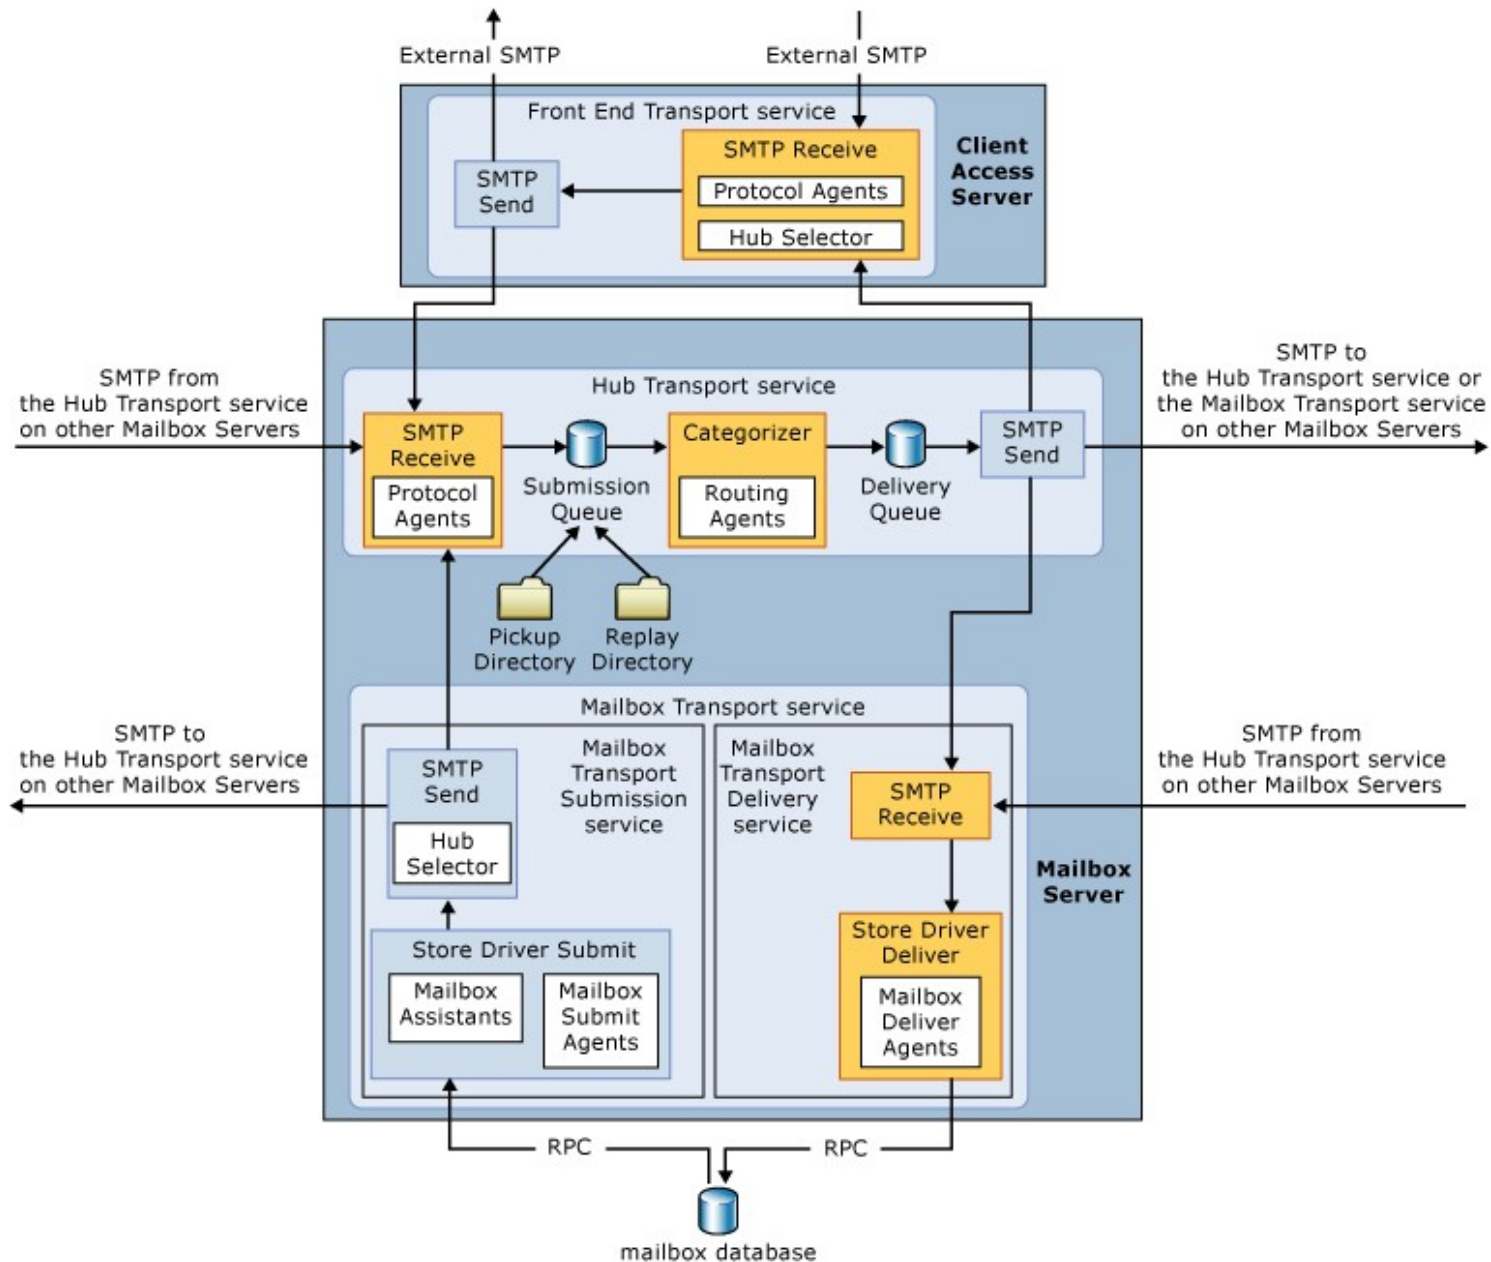 External SMTP
External SMTP
Front End Transport service
SMTP Receive
Protocol Agents
Hub Selector
SMTP
Send
Client
Access
Server
SMTP from
the Hub Transport service
on other Mailbox Servers
SMTP to
the Hub Transport service or
the Mailbox Transport service
on other Mailbox Servers
Hub Transport service
SMTP
Receive
Protocol
Agents
Submission
Queue
Categorizer
Routing
Agents
Delivery
Queue
SMTP
Send
Pickup
Directory
Replay
Directory
Mailbox Transport service
SMTP to
the Hub Transport service
on other Mailbox Servers
SMTP
Send
Hub
Selector
Mailbox
Transport
Submission
service
Mailbox
Transport
Delivery
service
SMTP
Receive
SMTP from
the Hub Transport service
on other Mailbox Servers
Mailbox
Server
Store Driver Submit
Mailbox
Assistants
Mailbox
Submit
Agents
Store Driver
Deliver
Mailbox
Deliver
Agents
RPC
RPC
mailbox database